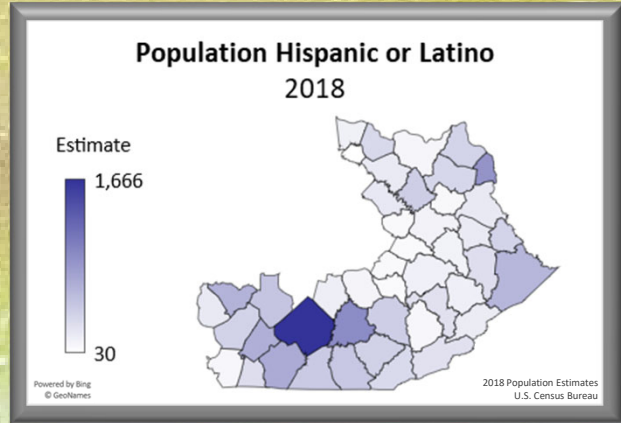 Population Hispanic or Latino
2018
Estimate
1,666
30
Powered by Bing
© GeoNames
2018 Population Estimates
U.S. Census Bureau